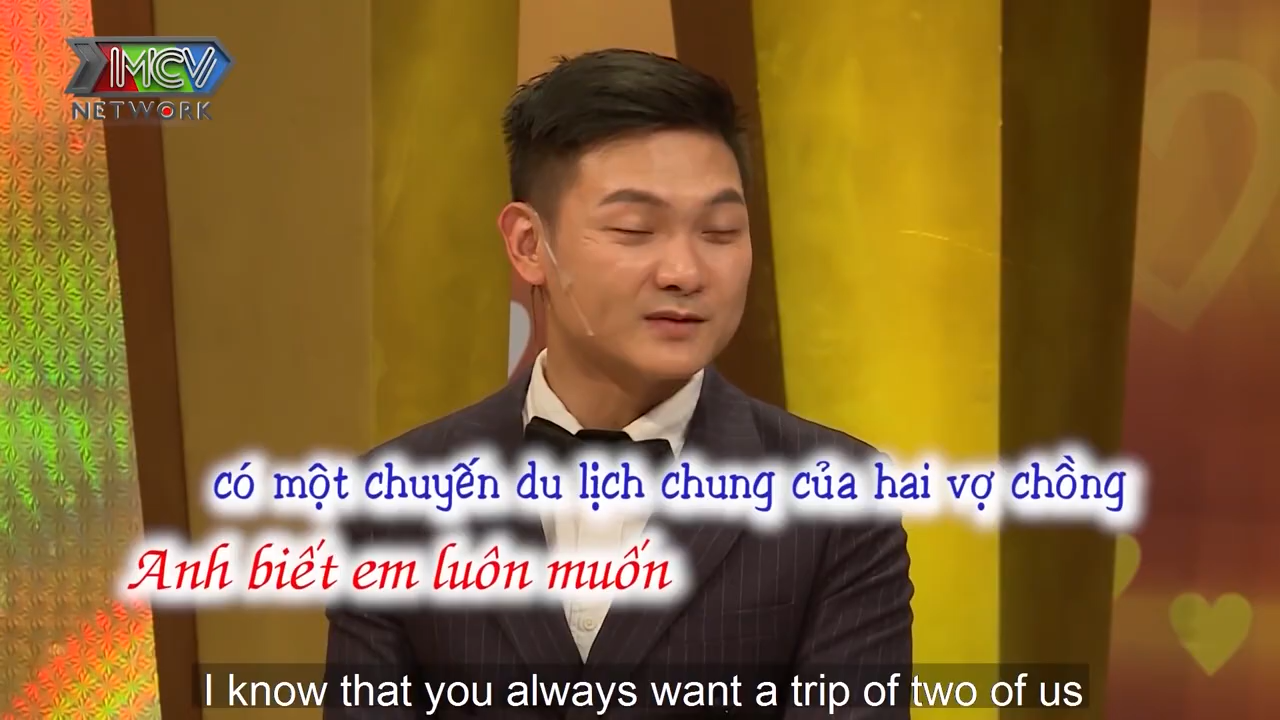 MCV
NETWORK
có một chuyến du lịch chung của hai vợ chồng
Anh biết em luôn muốn
I know that you always want a trip of two of us